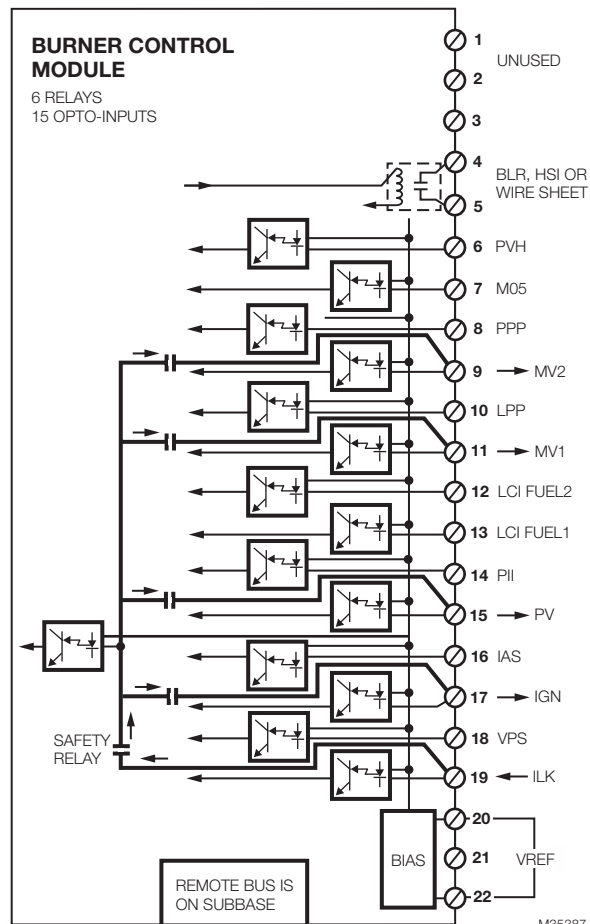 BURNER CONTROL
MODULE
6 RELAYS
15 OPTO-INPUTS
1
UNUSED
2
3
4
BLR, HSI OR
WIRE SHEET
5
6 PVH
7 M05
8 PPP
9 MV2
10 LPP
11 MV1
12 LCI FUEL2
13 LCI FUEL1
14 PII
15 PV
16 IAS
17 IGN
SAFETY
RELAY
18 VPS
19 ILK
20
BIAS
21 VREF
22
REMOTE BUS IS
ON SUBBASE